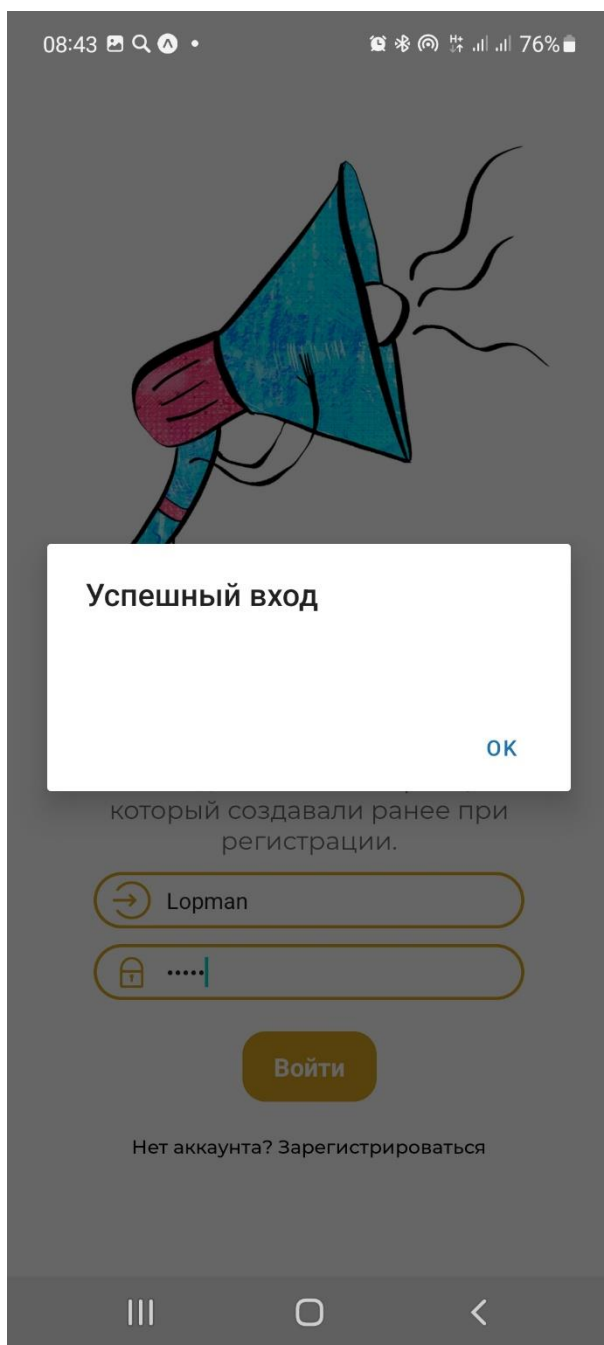 08:43
76%
Успешный вход
OK
который создавали ранее при
регистрации.
Lopman
•••••
Войти
Нет аккаунта? Зарегистрироваться